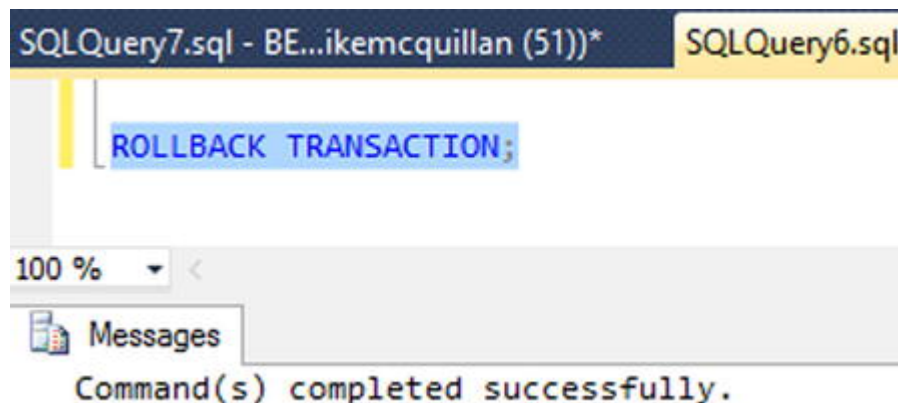 SQLQuery7.sql - BE...ikemcquillan (51))* SQLQuery6.sql
ROLLBACK TRANSACTION;
100 %
Messages
Command(s) completed successfully.